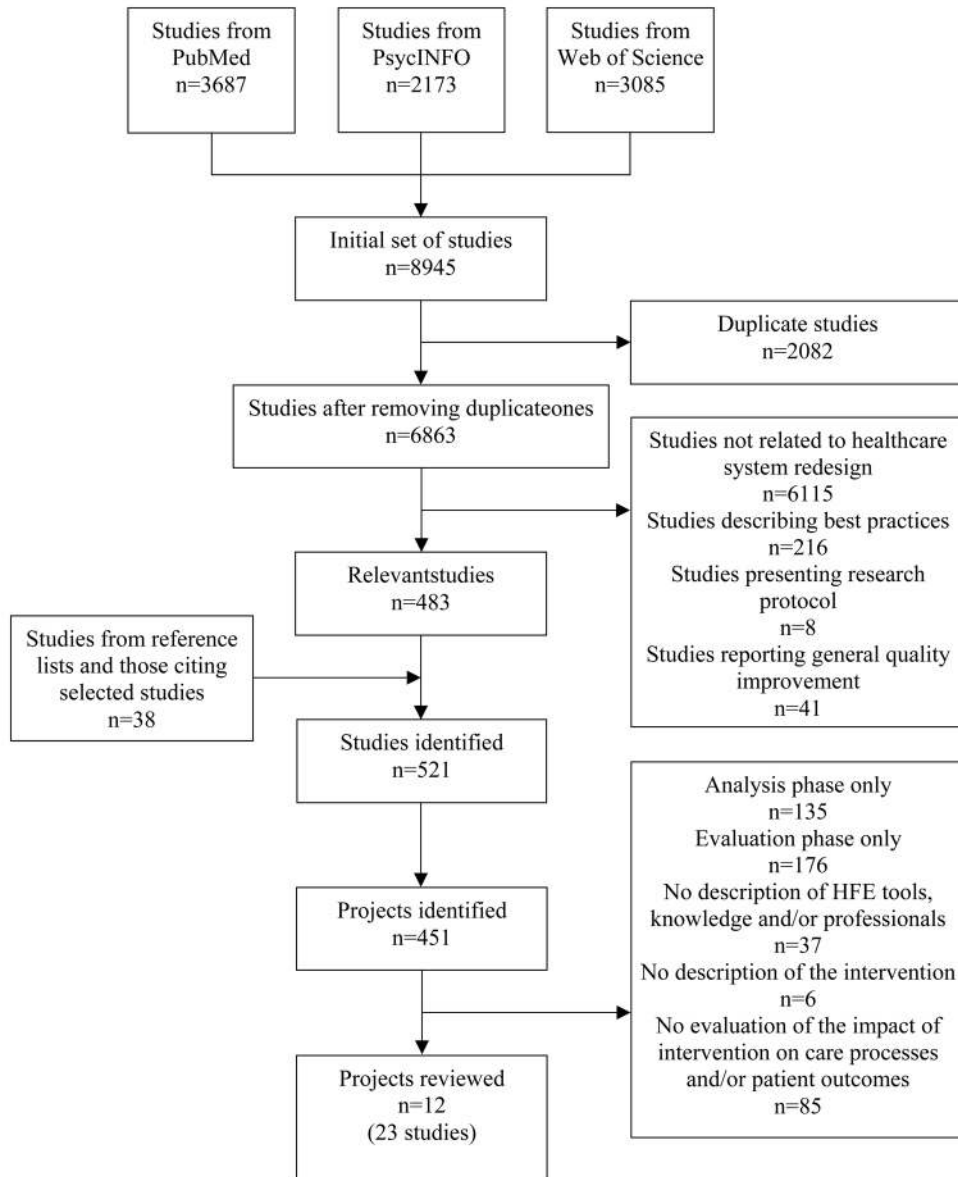 Studies from
PubMed
n=3687
Studies from
PsycINFO
n=2173
Studies from
Web of Science
n=3085
Initial set of studies
n=8945
Duplicate studies
n=2082
Studies after removing duplicateones
n=6863
Studies not related to healthcare
system redesign
n=6115
Studies describing best practices
n=216
Studies presenting research
protocol
n=8
Studies reporting general quality
improvement
n=41
Relevantstudies
n=483
Studies from reference
lists and those citing
selected studies
n=38
Studies identified
n=521
Analysis phase only
n=135
Evaluation phase only
n=176
No description of HFE tools,
knowledge and/or professionals
n=37
No description of the intervention
n=6
No evaluation of the impact of
intervention on care processes
and/or patient outcomes
n=85
Projects identified
n=451
Projects reviewed
n=12
(23 studies)